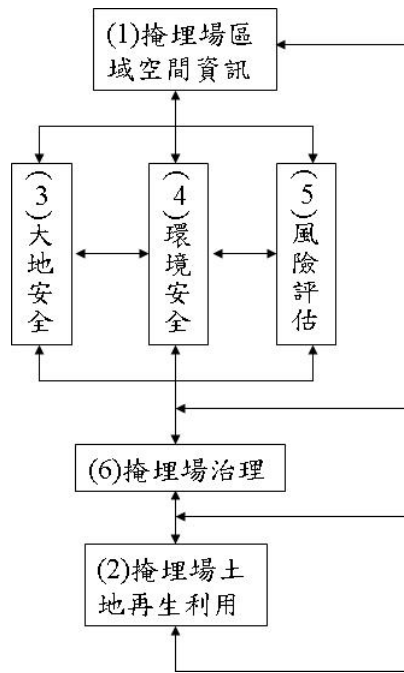 (1)掩埋場區
域空間資訊
(3)大地安全
(4)環境安全
(5)風險評估
(6)掩埋場治理
(2)掩埋場土
地再生利用